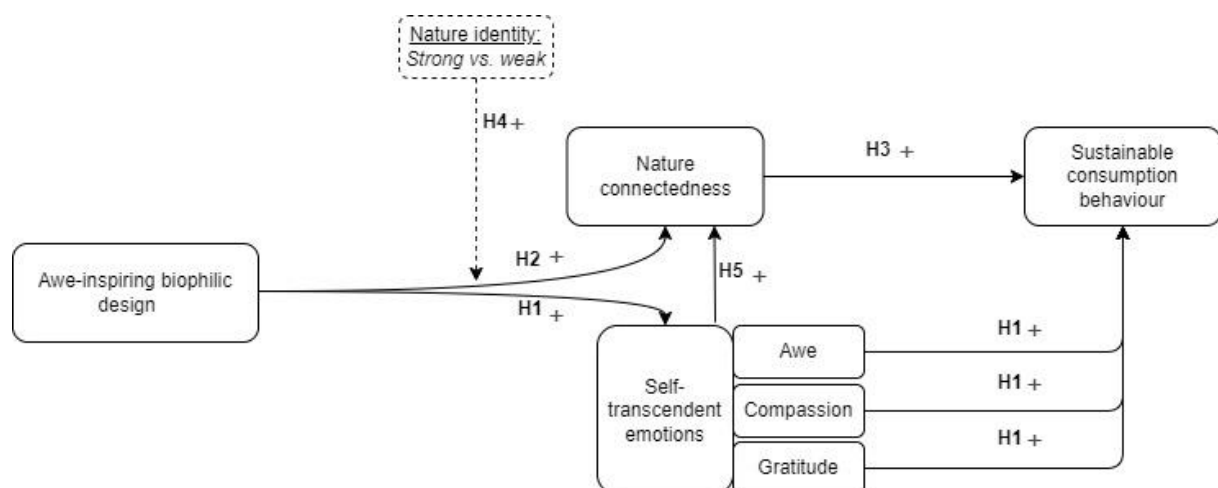 Nature identity:
Strong vs. weak
H4+
Nature
connectedness
H3 +
Sustainable
consumption
behaviour
Awe-inspiring biophilic
design
H2 +
H1 +
H5 +
Self-
transcendent
emotions
Awe
H1 +
Compassion
H1 +
Gratitude
H1 +